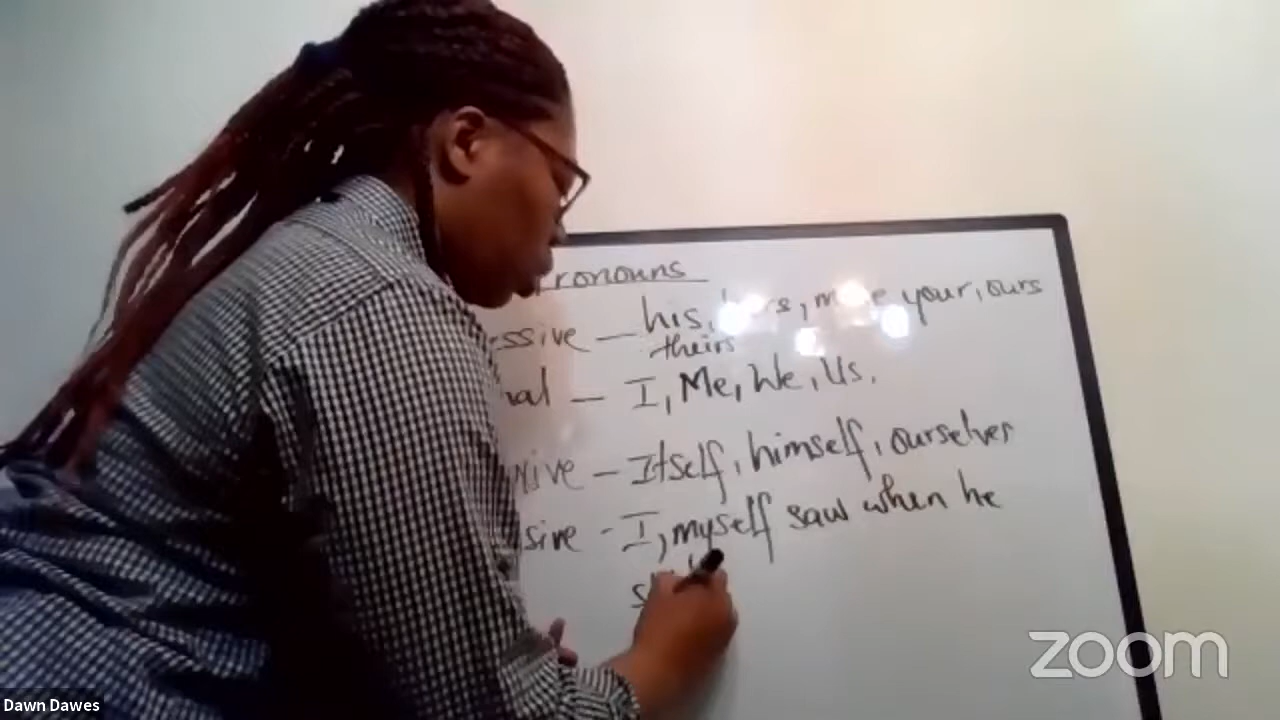 ronouns
ssive — his, hers, mine your, ours
theirs
nal — I, Me, We, Us.
xive — Itself, himself, ourselves
sive - I, myself saw when he
zoom
Dawn Dawes